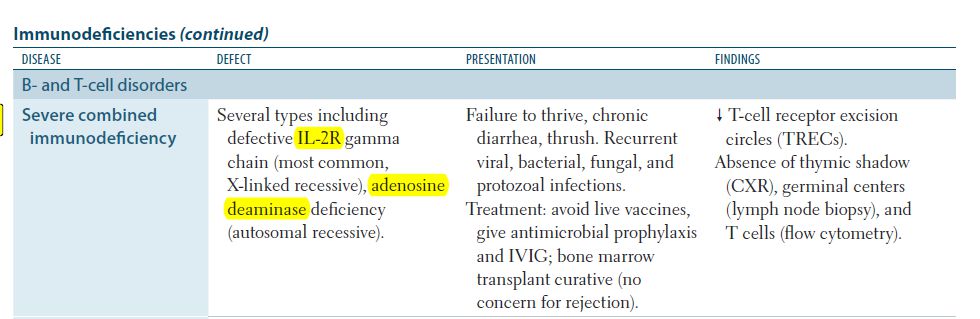 Immunodeficiencies (continued)
DISEASE DEFECT PRESENTATION FINDINGS
B- and T-cell disorders
Severe combined
immunodeficiency
Several types including
defective IL-2R gamma
chain (most common,
X-linked recessive), adenosine
deaminase deficiency
(autosomal recessive).
Failure to thrive, chronic
diarrhea, thrush. Recurrent
viral, bacterial, fungal, and
protozoal infections.
Treatment: avoid live vaccines,
give antimicrobial prophylaxis
and IVIG; bone marrow
transplant curative (no
concern for rejection).
↓ T-cell receptor excision
circles (TRECs).
Absence of thymic shadow
(CXR), germinal centers
(lymph node biopsy), and
T cells (flow cytometry).